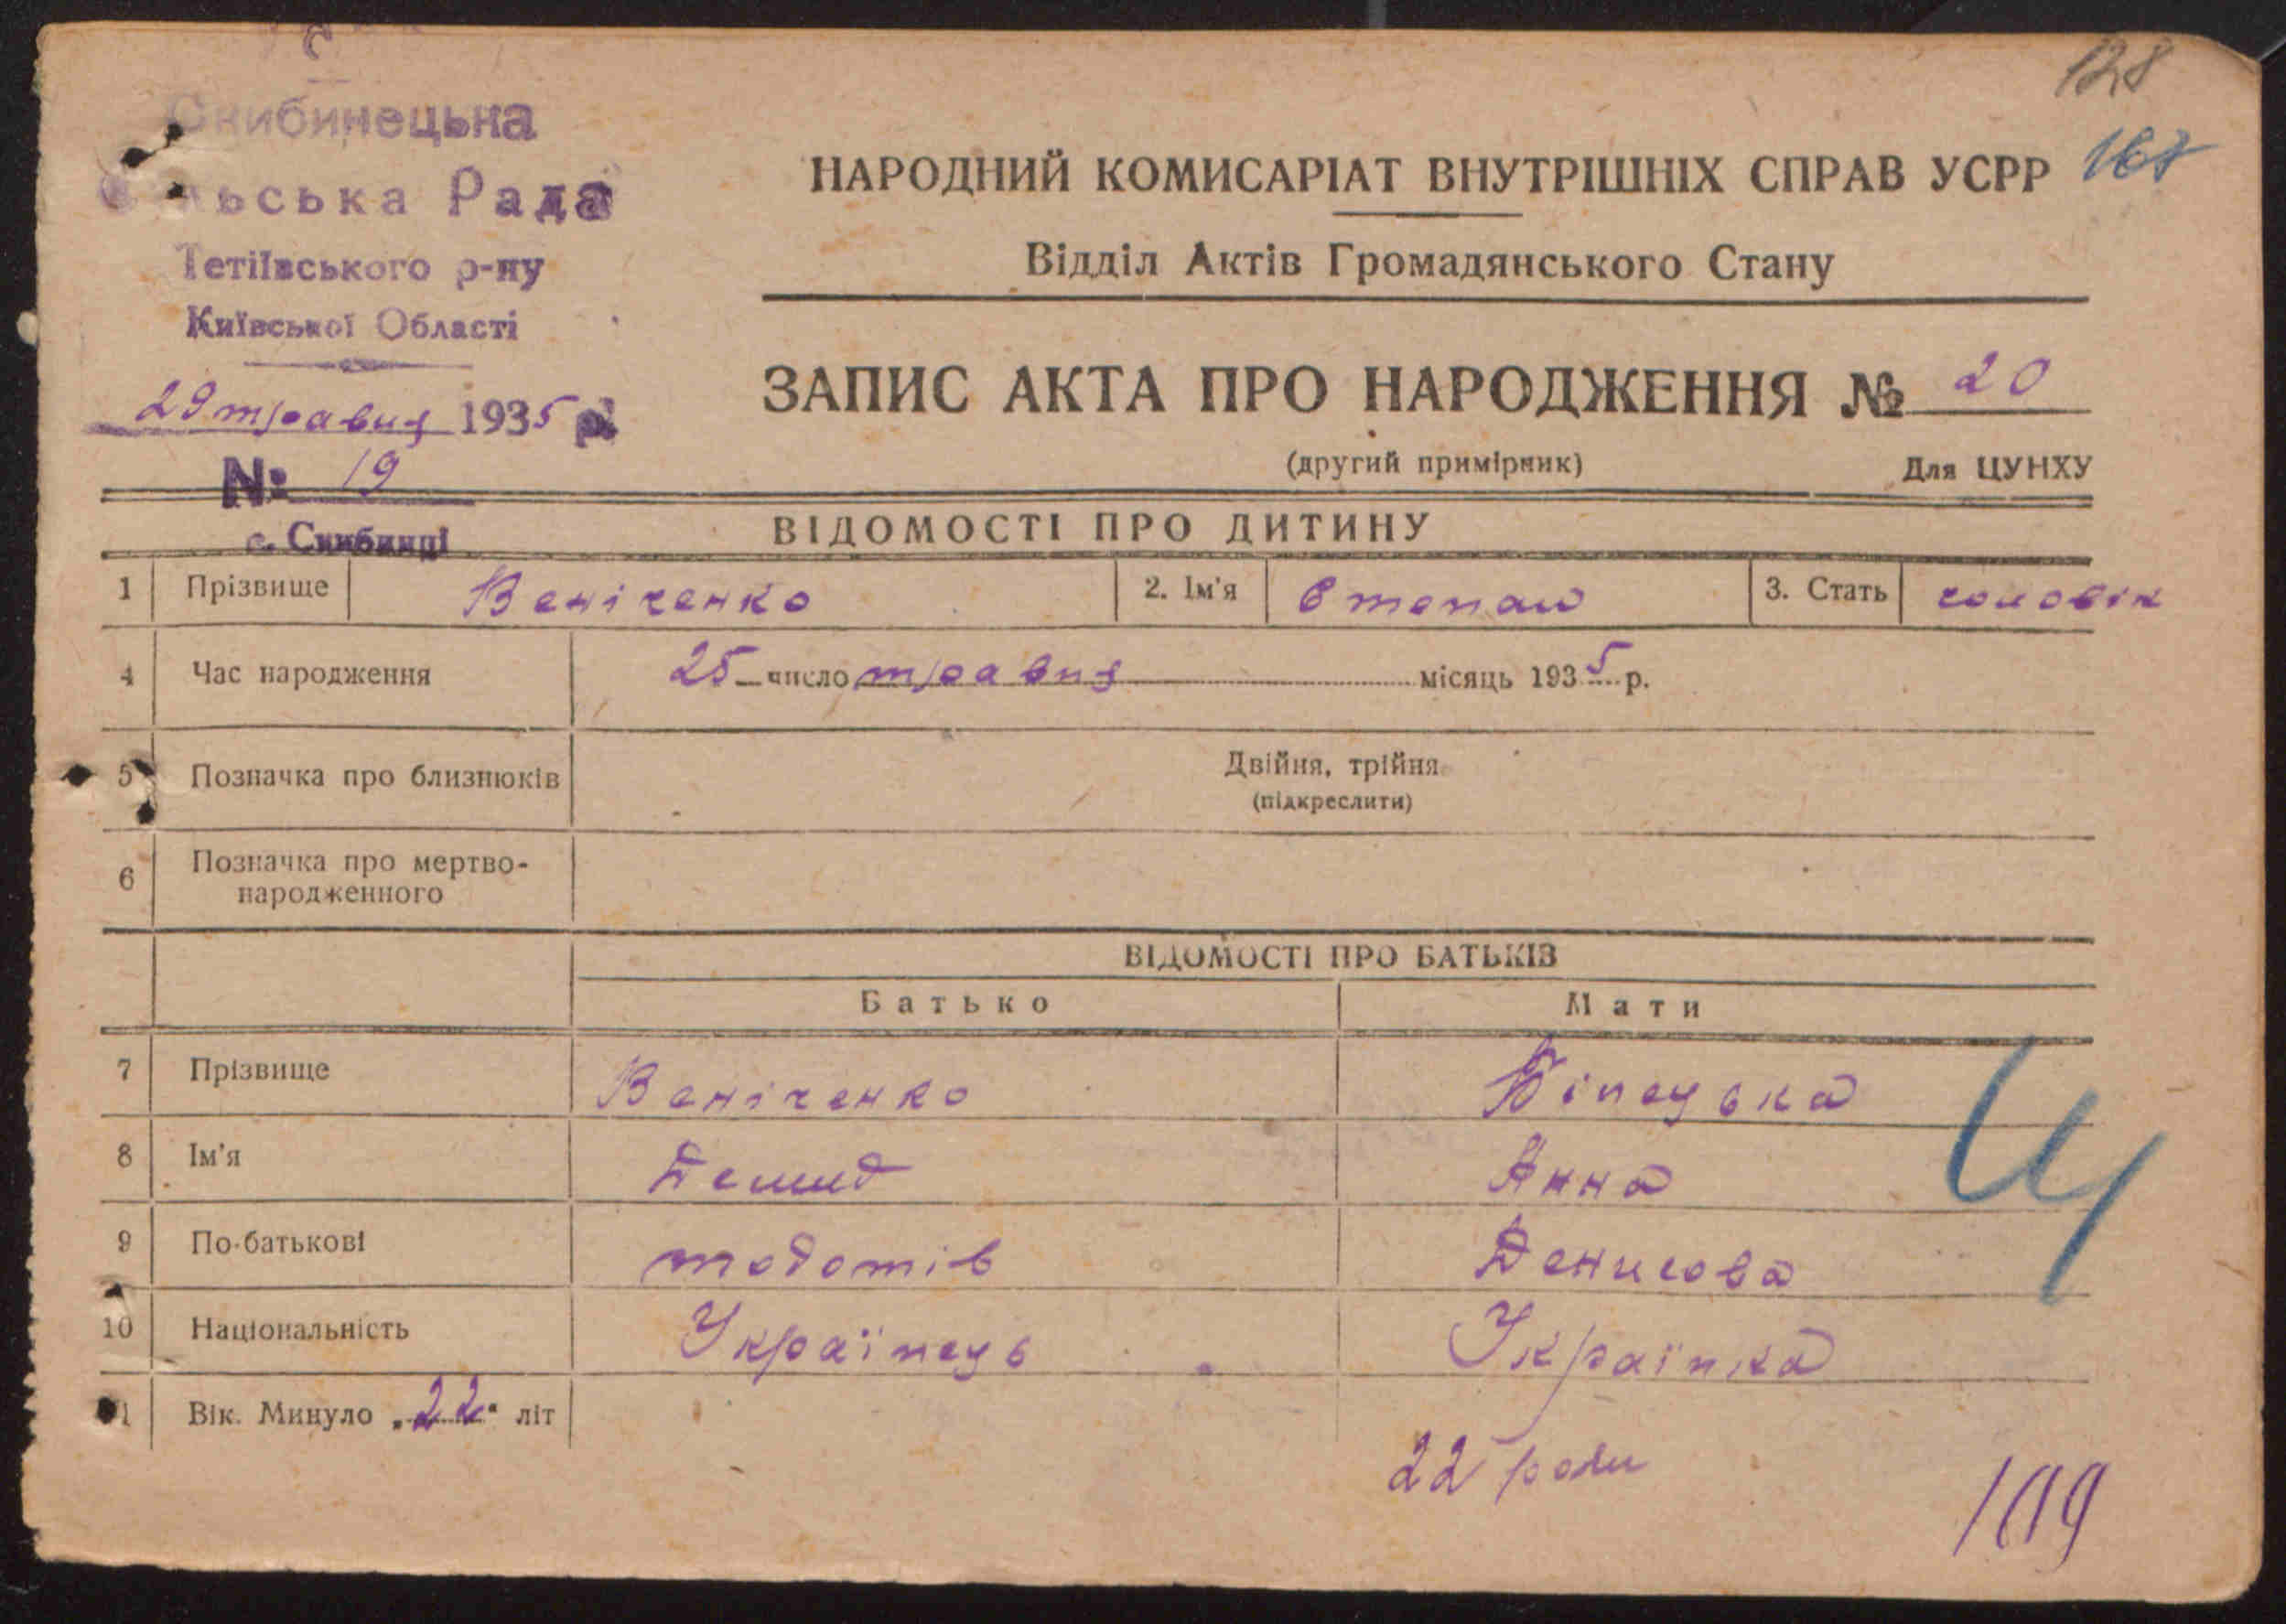 128
Скибинецька
льська Рада
Тетіївського р-ну
Київської Області
29 травня 1935 р
№ 19
с. Скибинці
НАРОДНИЙ КОМИСАРІАТ ВНУТРІШНІХ СПРАВ УСРР
Відділ Актів Громадянського Стану
ЗАПИС АКТА ПРО НАРОДЖЕННЯ № 20
(другий примірник) Для ЦУНХУ
ВІДОМОСТІ ПРО ДИТИНУ
1 Прізвище Веніченко 2. Ім'я Степан 3. Стать чоловік
4 Час народження 25 число травня місяць 1935 р.
5 Позначка про близнюків Двійня, трійня
(підкреслити)
6 Позначка про мертво-
народженного
ВІДОМОСТІ ПРО БАТЬКІВ
Батько Мати
7 Прізвище Веніченко
8 Ім'я Демид Анна
9 По-батькові тодотів Денисова
10 Національність Українець Українка
11 Вік. Минуло „22" літ
22 роки
109